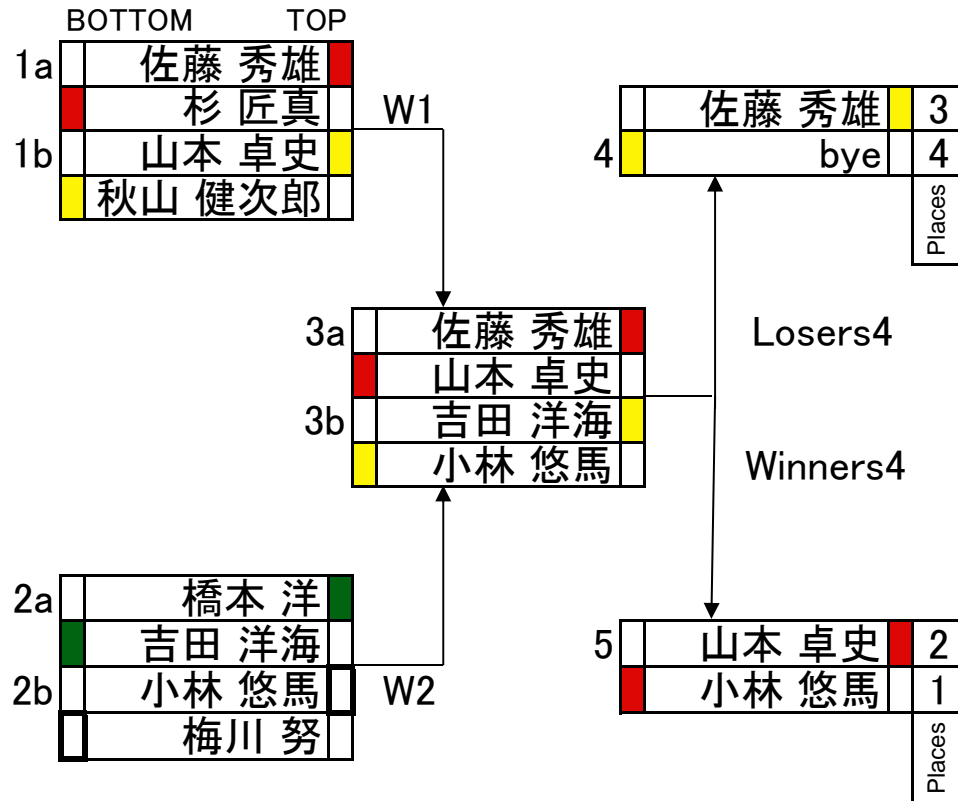 BOTTOM TOP
1a 佐藤 秀雄
杉 匠真
1b 山本 卓史
秋山 健次郎
W1
佐藤 秀雄 3
4 bye 4
Places
3a 佐藤 秀雄
山本 卓史
3b 吉田 洋海
小林 悠馬
Losers4
Winners4
2a 橋本 洋
吉田 洋海
2b 小林 悠馬
梅川 努
W2
5 山本 卓史 2
小林 悠馬 1
Places